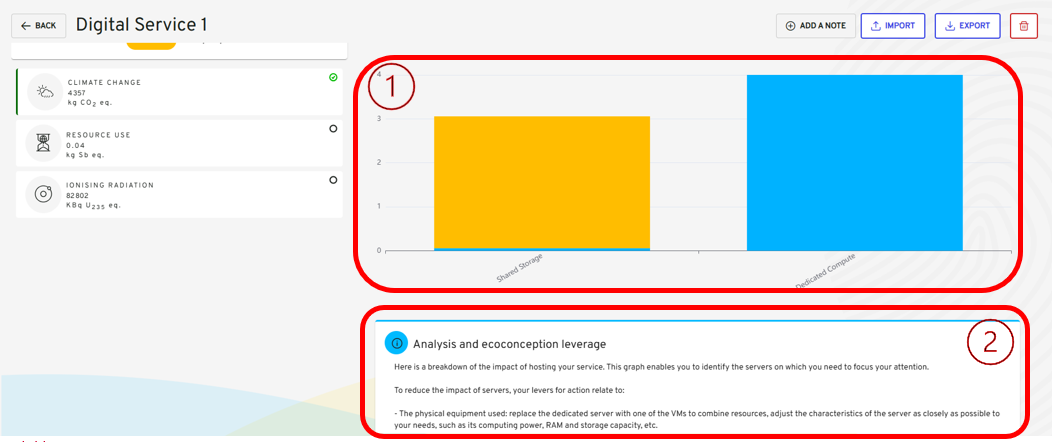 BACK
Digital Service 1
ADD A NOTE
IMPORT
EXPORT
CLIMATE CHANGE
4357
kg CO2 eq.
RESOURCE USE
0.04
kg Sb eq.
IONISING RADIATION
82802
KBq U235 eq.
1
4
3
2
1
0
Shared Storage
Dedicated Compute
2
Analysis and ecoconception leverage
Here is a breakdown of the impact of hosting your service. This graph enables you to identify the servers on which you need to focus your attention.
To reduce the impact of servers, your levers for action relate to:
- The physical equipment used: replace the dedicated server with one of the VMs to combine resources, adjust the characteristics of the server as closely as possible to
your needs, such as its computing power, RAM and storage capacity, etc.